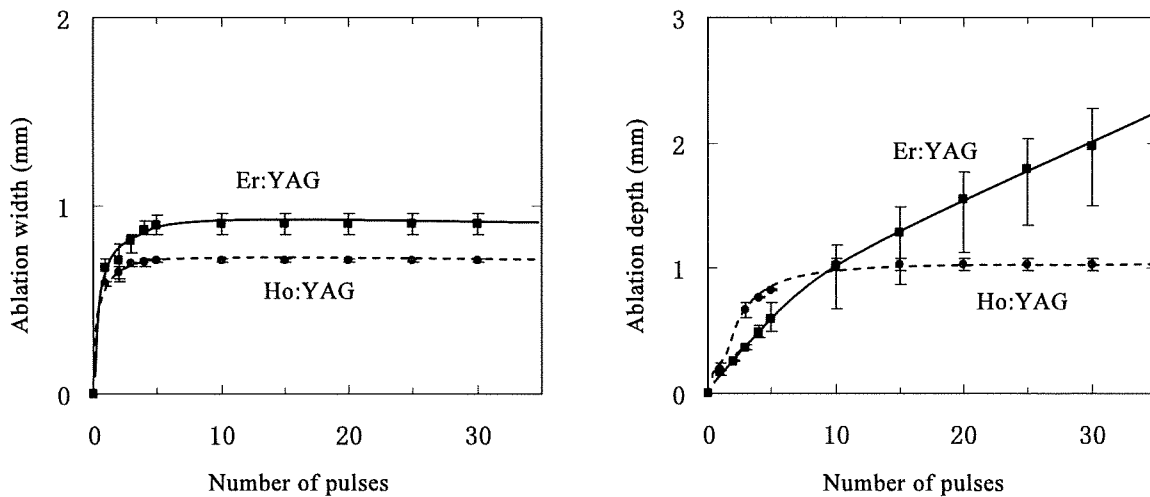 Ablation width (mm)
2
1
0
Er:YAG
Ho:YAG
0 10 20 30
Number of pulses
Ablation depth (mm)
3
2
1
0
Er:YAG
Ho:YAG
0 10 20 30
Number of pulses